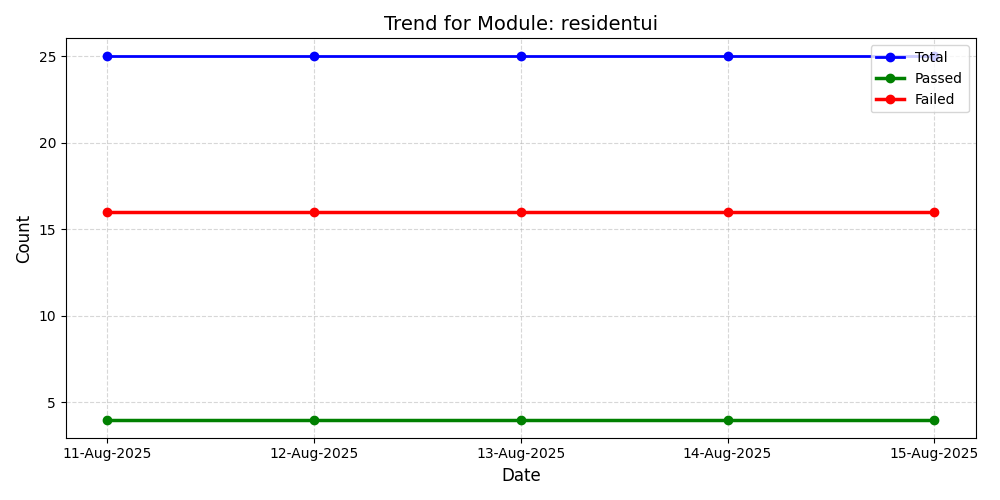 Trend for Module: residentui
Total
Passed
Failed
Count
25
20
15
10
5
11-Aug-2025
12-Aug-2025
13-Aug-2025
14-Aug-2025
15-Aug-2025
Date